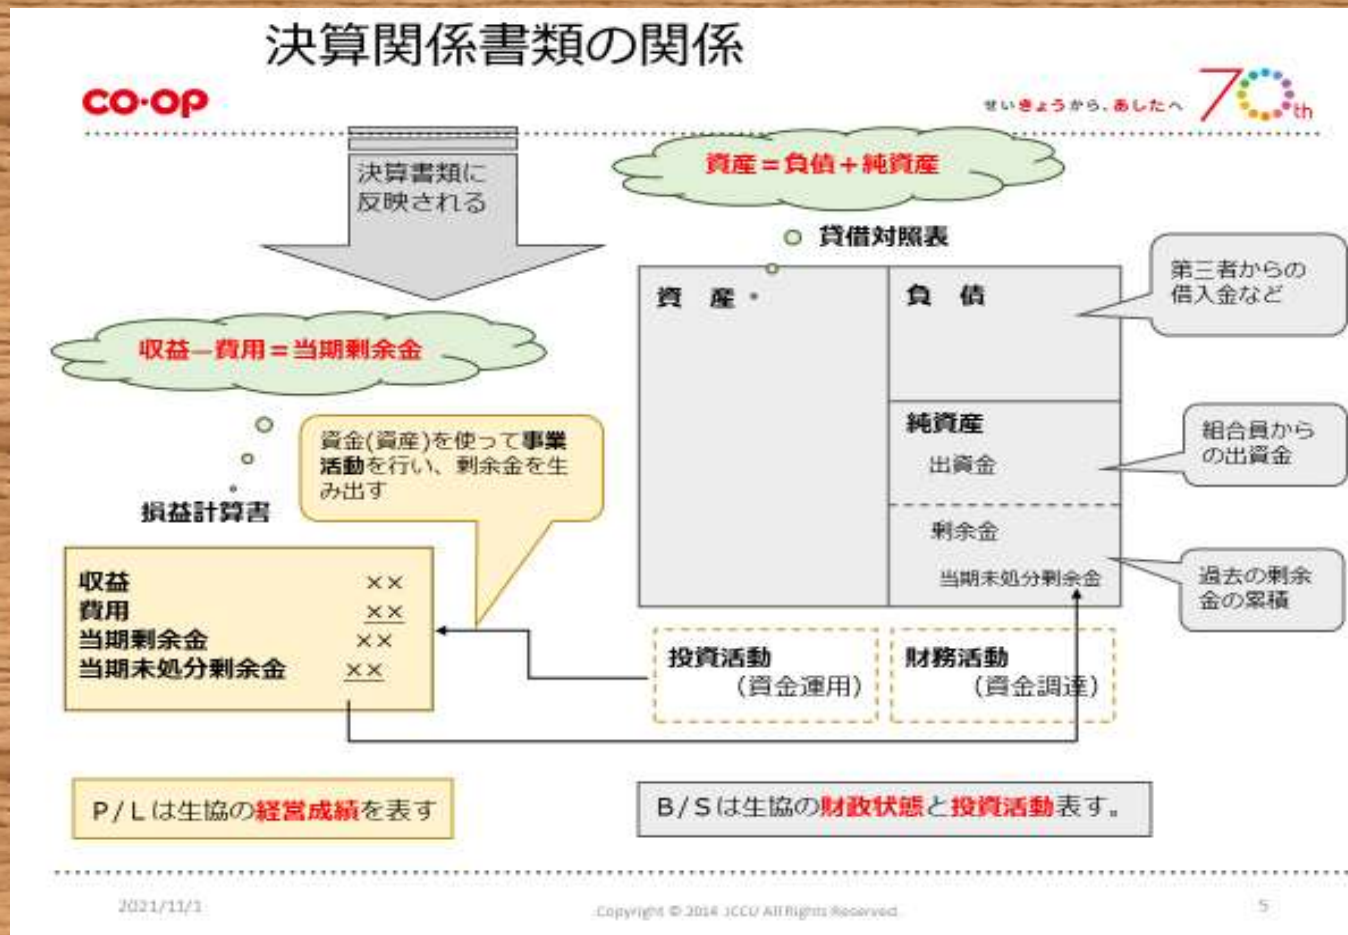 決算関係書類の関係
co·op
せいきょうから、あしたへ 70th
決算書類に
反映される
資産=負債+純資産
貸借対照表
収益―費用=当期剰余金
資金(資産)を使って事業
活動を行い、剰余金を生
み出す
損益計算書
収益 ××
費用 ××
当期剰余金 ××
当期未処分剰余金 ××
資 産
負 債
純資産
出資金
剰余金
当期未処分剰余金
第三者からの
借入金など
組合員から
の出資金
過去の剰余
金の累積
投資活動
(資金運用)
財務活動
(資金調達)
P/Lは生協の経営成績を表す
B/Sは生協の財政状態と投資活動表す。
2021/11/1
Copyright © 2014 JCCU All Rights Reserved.
5